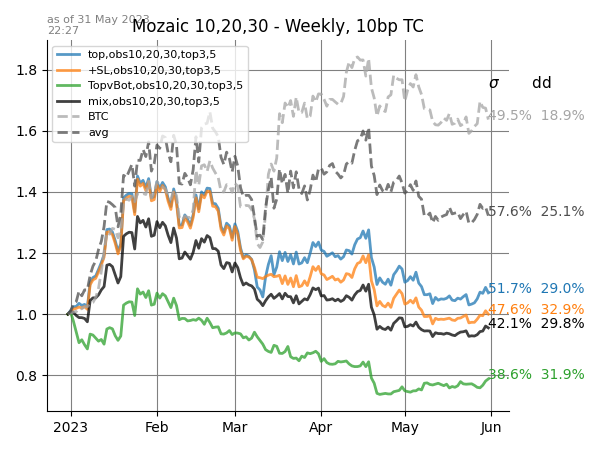 as of 31 May 2023
22:27
Mozaic 10,20,30 - Weekly, 10bp TC
top,obs10,20,30,top3,5
+SL,obs10,20,30,top3,5
TopvBot,obs10,20,30,top3,5
mix,obs10,20,30,top3,5
BTC
avg
σ dd
49.5% 18.9%
57.6% 25.1%
51.7% 29.0%
47.6% 32.9%
42.1% 29.8%
38.6% 31.9%
1.8
1.6
1.4
1.2
1.0
0.8
2023 Feb Mar Apr May Jun